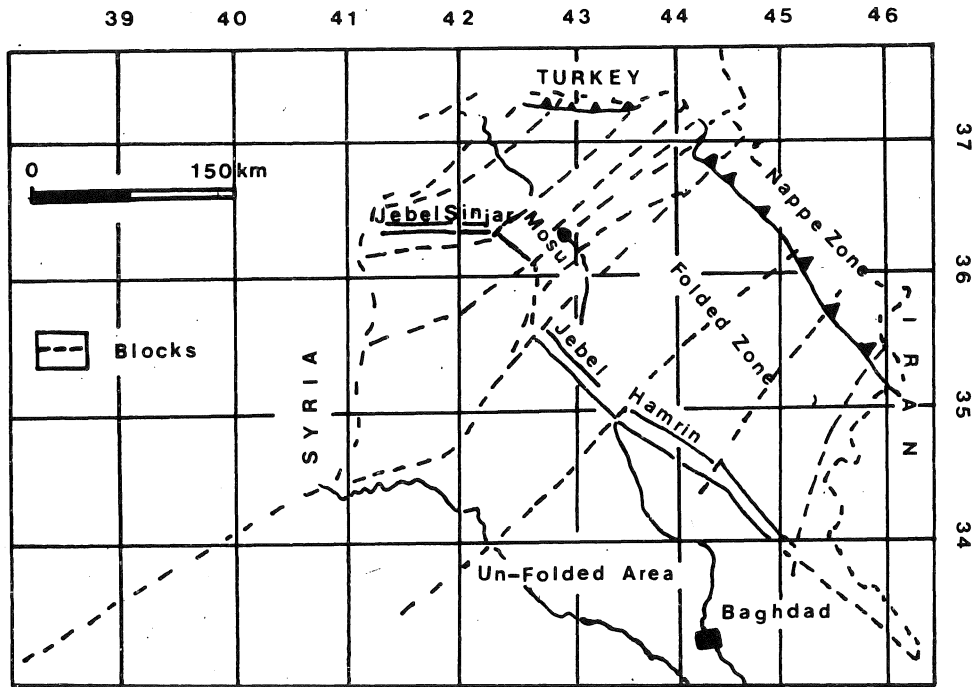 39 40 41 42 43 44 45 46
TURKEY
37
0 150km
Nappe Zone
Jebel Sinjar
Mosul
36
Folded Zone
IRAN
Blocks
Jebel
Hamrin
SYRIA
35
34
Un-Folded Area
Baghdad